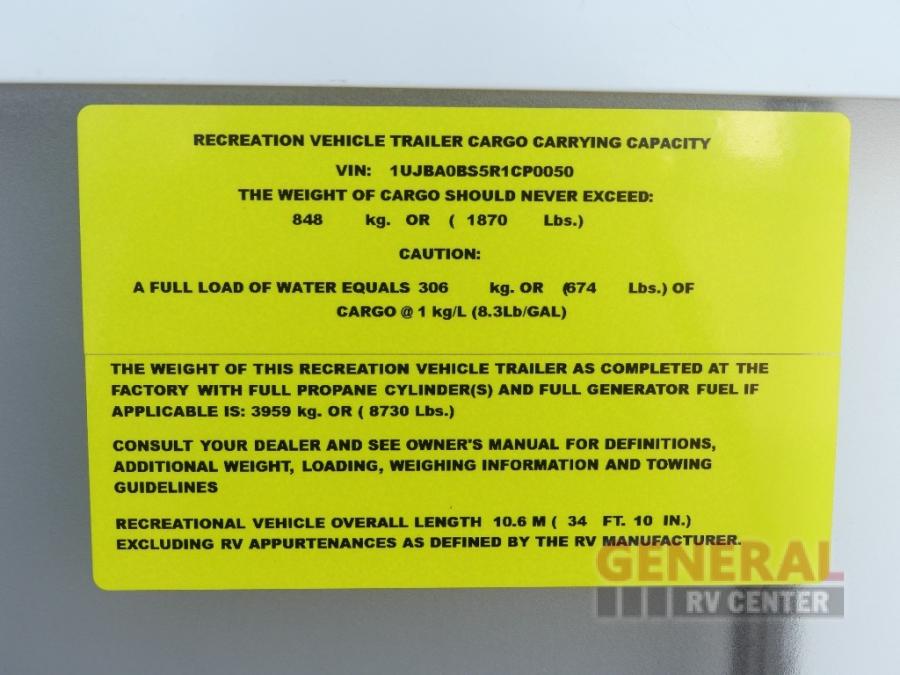 RECREATION VEHICLE TRAILER CARGO CARRYING CAPACITY
VIN: 1UJBA0BS5R1CP0050
THE WEIGHT OF CARGO SHOULD NEVER EXCEED:
848 kg. OR ( 1870 Lbs.)
CAUTION:
A FULL LOAD OF WATER EQUALS 306 kg. OR (674 Lbs.) OF
CARGO @ 1 kg/L (8.3Lb/GAL)
THE WEIGHT OF THIS RECREATION VEHICLE TRAILER AS COMPLETED AT THE
FACTORY WITH FULL PROPANE CYLINDER(S) AND FULL GENERATOR FUEL IF
APPLICABLE IS: 3959 kg. OR ( 8730 Lbs.)
CONSULT YOUR DEALER AND SEE OWNER'S MANUAL FOR DEFINITIONS,
ADDITIONAL WEIGHT, LOADING, WEIGHING INFORMATION AND TOWING
GUIDELINES
RECREATIONAL VEHICLE OVERALL LENGTH 10.6 M ( 34 FT. 10 IN.)
EXCLUDING RV APPURTENANCES AS DEFINED BY THE RV MANUFACTURER.
GENERAL
RV CENTER